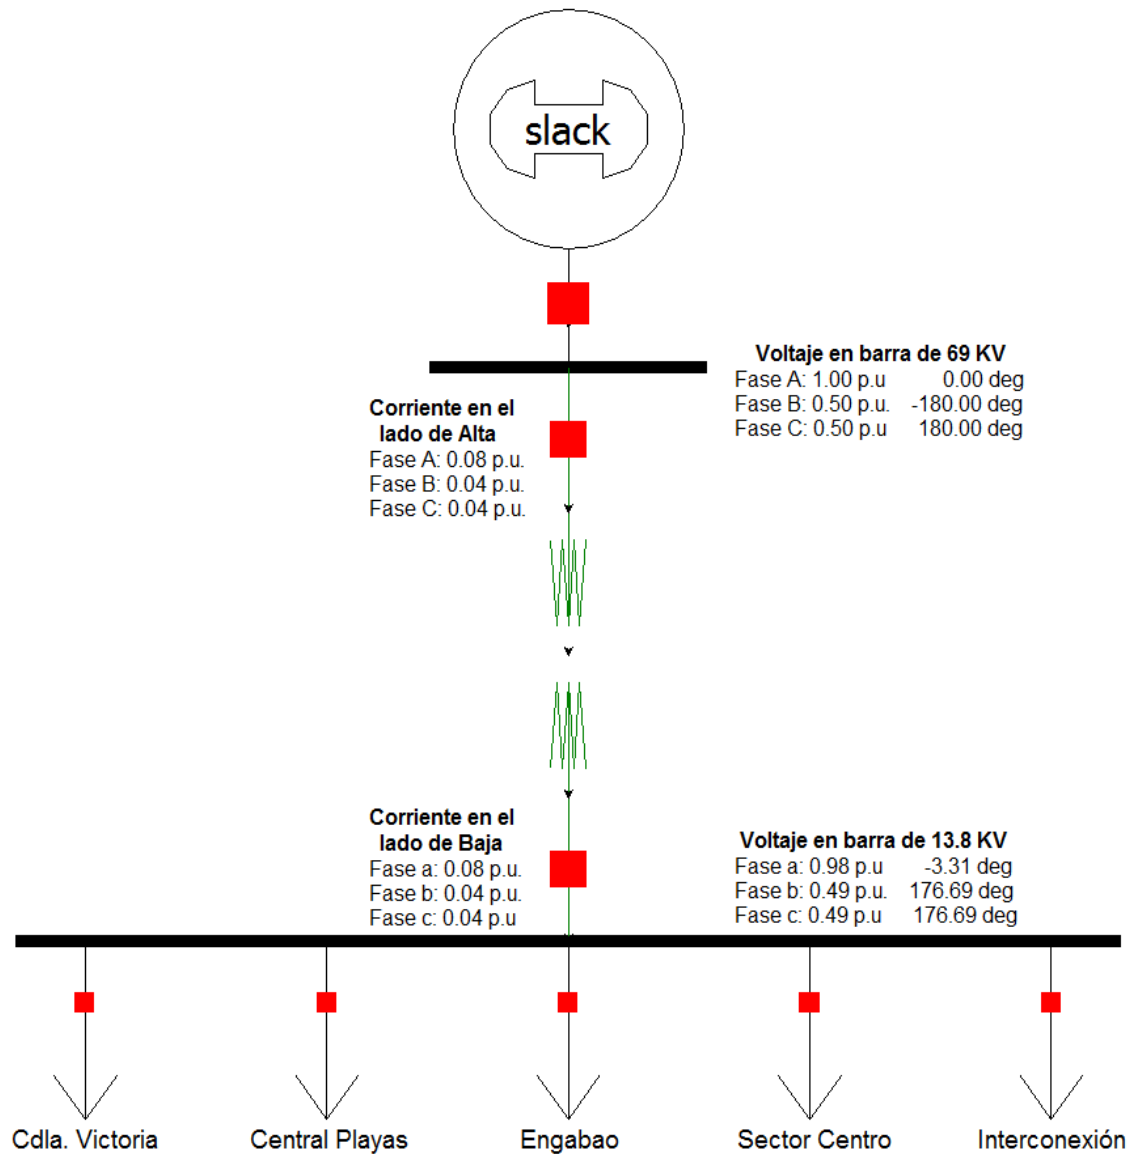 slack
Voltaje en barra de 69 KV
Fase A: 1.00 p.u 0.00 deg
Fase B: 0.50 p.u. -180.00 deg
Fase C: 0.50 p.u 180.00 deg
Corriente en el
lado de Alta
Fase A: 0.08 p.u.
Fase B: 0.04 p.u.
Fase C: 0.04 p.u.
Corriente en el
lado de Baja
Fase a: 0.08 p.u.
Fase b: 0.04 p.u.
Fase c: 0.04 p.u
Voltaje en barra de 13.8 KV
Fase a: 0.98 p.u -3.31 deg
Fase b: 0.49 p.u. 176.69 deg
Fase c: 0.49 p.u 176.69 deg
Cdla. Victoria
Central Playas
Engabao
Sector Centro
Interconexión